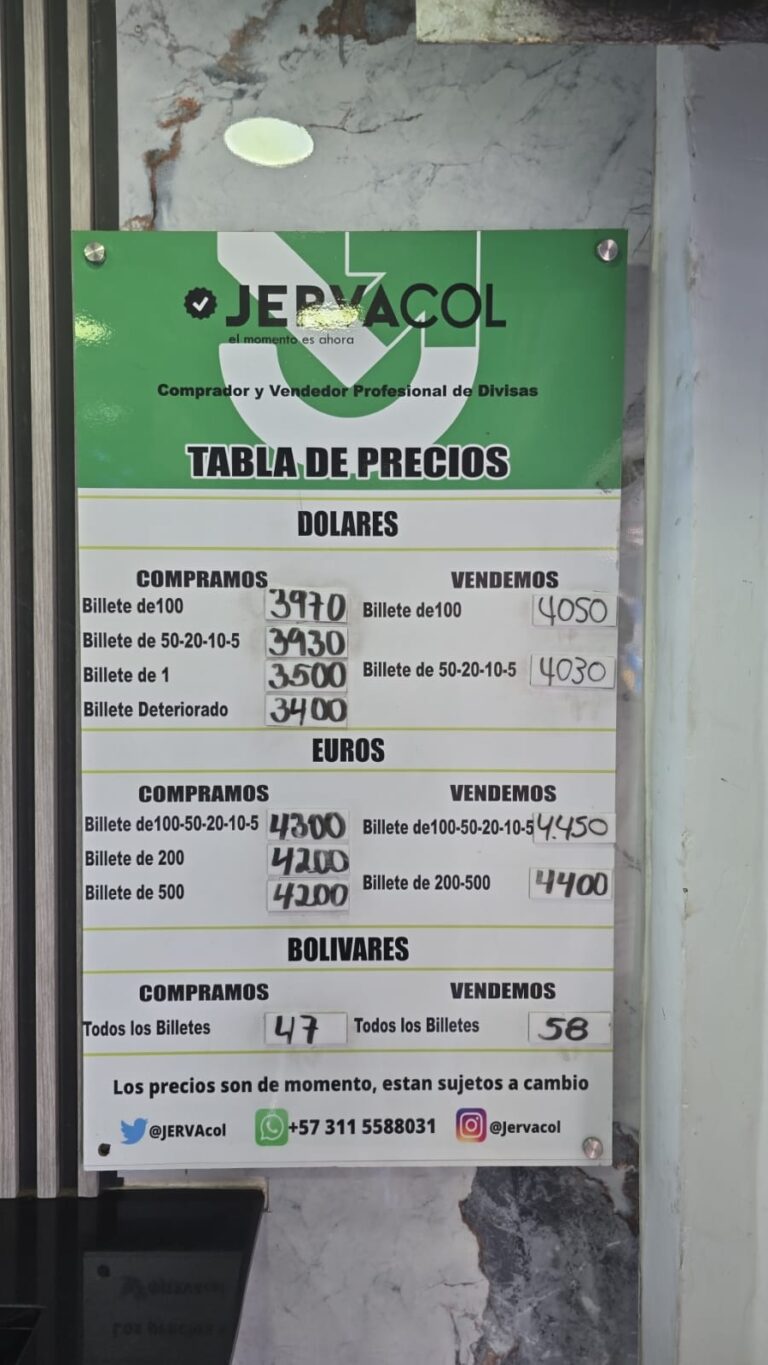 JERVACOL
el momento es ahora
Comprador y Vendedor Profesional de Divisas
TABLA DE PRECIOS
DOLARES
COMPRAMOS VENDEMOS
Billete de100 3970 Billete de100 4050
Billete de 50-20-10-5 3930
Billete de 1 3500 Billete de 50-20-10-5 4030
Billete Deteriorado 3400
EUROS
COMPRAMOS VENDEMOS
Billete de100-50-20-10-5 4300 Billete de100-50-20-10-5 4.450
Billete de 200 4200
Billete de 500 4200 Billete de 200-500 4400
BOLIVARES
COMPRAMOS VENDEMOS
Todos los Billetes 47 Todos los Billetes 58
Los precios son de momento, estan sujetos a cambio
@JERVAcol +57 311 5588031 @Jervacol